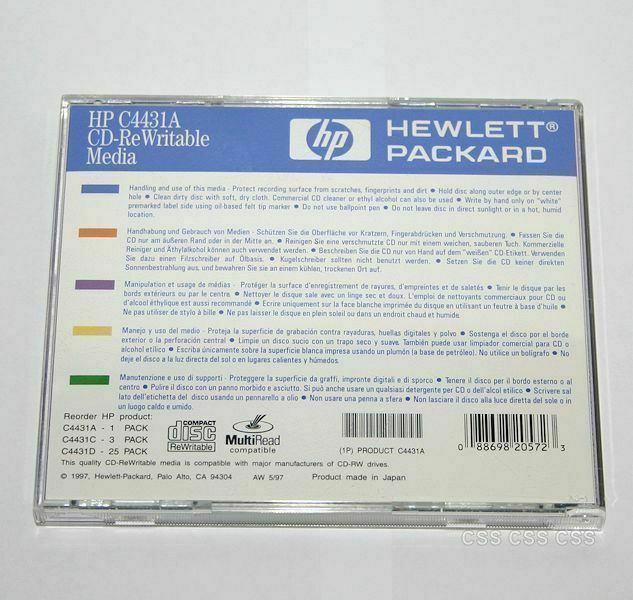 HP C4431A
CD-ReWritable
Media
hp
HEWLETT®
PACKARD
Handling and use of this media - Protect recording surface from scratches, fingerprints and dirt ● Hold disc along outer edge or by center
hole ● Clean dirty disc with soft, dry cloth. Commercial CD cleaner or ethyl alcohol can also be used ● Write by hand only on "white"
premarked label side using oil-based felt tip marker ● Do not use ballpoint pen ● Do not leave disc in direct sunlight or in a hot, humid
location.
Handhabung und Gebrauch von Medien - Schützen Sie die Oberfläche vor Kratzern, Fingerabdrücken und Verschmutzung. ● Fassen Sie die
CD nur am äußeren Rand oder in der Mitte an. ● Reinigen Sie eine verschmutzte CD nur mit einem weichen, sauberen Tuch. Kommerzielle
Reiniger und Äthylalkohol können auch verwendet werden. ● Beschreiben Sie die CD nur von Hand auf dem "weißen" CD-Etikett. Verwenden
Sie dazu einen Filzschreiber auf Ölbasis. ● Kugelschreiber sollten nicht benutzt werden. ● Setzen Sie die CD keiner direkten
Sonnenbestrahlung aus, und bewahren Sie sie an einem kühlen, trockenen Ort auf.
Manipulation et usage de médias - Protéger la surface d'enregistrement de rayures, d'empreintes et de saletés ● Tenir le disque par les
bords extérieurs ou par le centre. ● Nettoyer le disque sale avec un linge sec et doux. L'emploi de nettoyants commerciaux pour CD ou
d'alcool éthylique est aussi permis ● Ecrire uniquement sur la face blanche imprimée du disque en utilisant un feutre à base d'huile ●
Ne pas utiliser de stylo à bille ● Ne pas laisser le disque en plein soleil ou dans un endroit chaud et humide.
Manejo y uso del medio - Proteja la superficie de grabación contra rayaduras, huellas digitales y polvo ● Sostenga el disco por el borde
exterior o la perforación central ● Limpie un disco sucio con un trapo seco y suave. También puede usar limpiador comercial para CD o
alcohol etílico ● Escriba únicamente sobre la superficie blanca impresa usando un plumón (a base de petróleo). No utilice un bolígrafo ● No
deje el disco a la luz directa del sol o en lugares calientes y húmedos.
Manutenzione e uso di supporti - Proteggere la superficie da graffi, impronte digitali e di sporco ● Tenere il disco per il bordo esterno o al
centro ● Pulire il disco con un panno morbido e asciutto. Si può anche usare un qualsiasi detergente per CD o dell'alcol etilico ● Scrivere sul
lato dell'etichetta del disco usando un pennarello a olio ● Non usare una penna a sfera ● Non lasciare il disco alla luce diretta del sole o in
un luogo caldo e umido.
Reorder HP product:
C4431A - 1 PACK
C4431C - 3 PACK
C4431D - 25 PACK
COMPACT
disc
ReWritable
MultiRead
compatible
(1P) PRODUCT C4431A
0 88698 20572 3
This quality CD-ReWritable media is compatible with major manufacturers of CD-RW drives.
© 1997, Hewlett-Packard, Palo Alto, CA 94304 AW 5/97 Product made in Japan
CSS CSS CSS